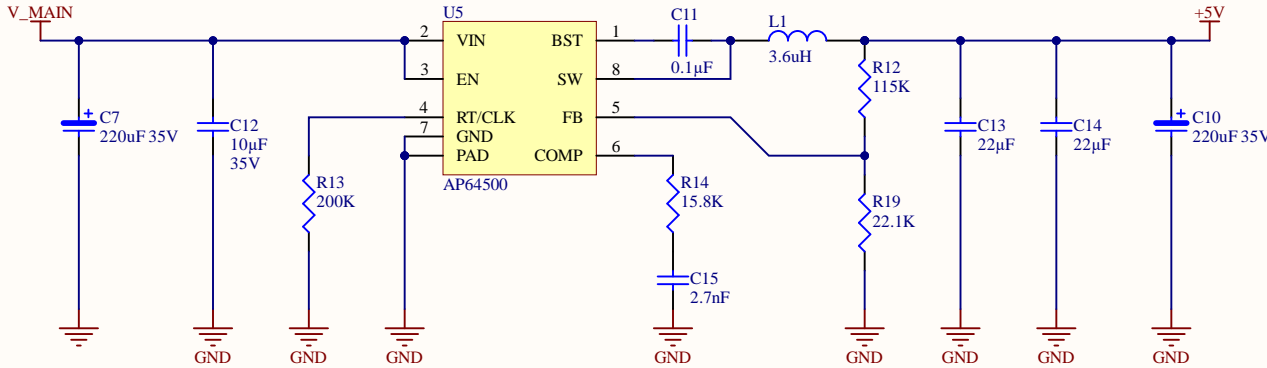 V_MAIN
U5
+5V
2
VIN
BST
1
C11
0.1µF
L1
3.6uH
3
EN
SW
8
R12
115K
C7
220uF 35V
C12
10µF
35V
4
RT/CLK
FB
5
7
GND
PAD
COMP
6
AP64500
C13
22µF
C14
22µF
C10
220uF 35V
R13
200K
R14
15.8K
R19
22.1K
C15
2.7nF
GND
GND
GND
GND
GND
GND
GND
GND